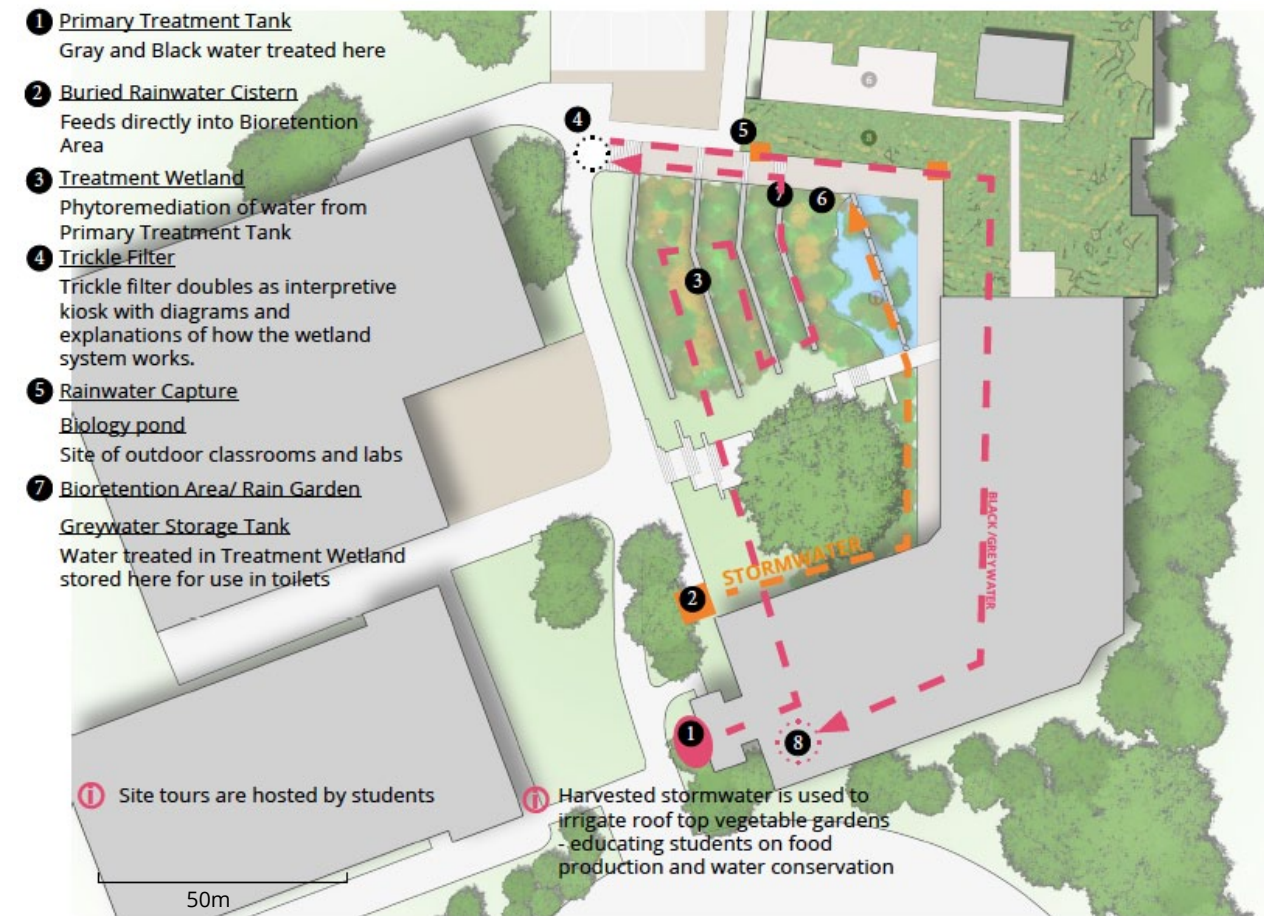 1 Primary Treatment Tank
Gray and Black water treated here
2 Buried Rainwater Cistern
Feeds directly into Bioretention
Area
3 Treatment Wetland
Phytoremediation of water from
Primary Treatment Tank
4 Trickle Filter
Trickle filter doubles as interpretive
kiosk with diagrams and
explanations of how the wetland
system works.
5 Rainwater Capture
Biology pond
Site of outdoor classrooms and labs
7 Bioretention Area/ Rain Garden
Greywater Storage Tank
Water treated in Treatment Wetland
stored here for use in toilets
4
5
6
7
6
3
STORMWATER
BLACK /GREYWATER
2
1
8
i Site tours are hosted by students
i Harvested stormwater is used to
irrigate roof top vegetable gardens
- educating students on food
production and water conservation
50m